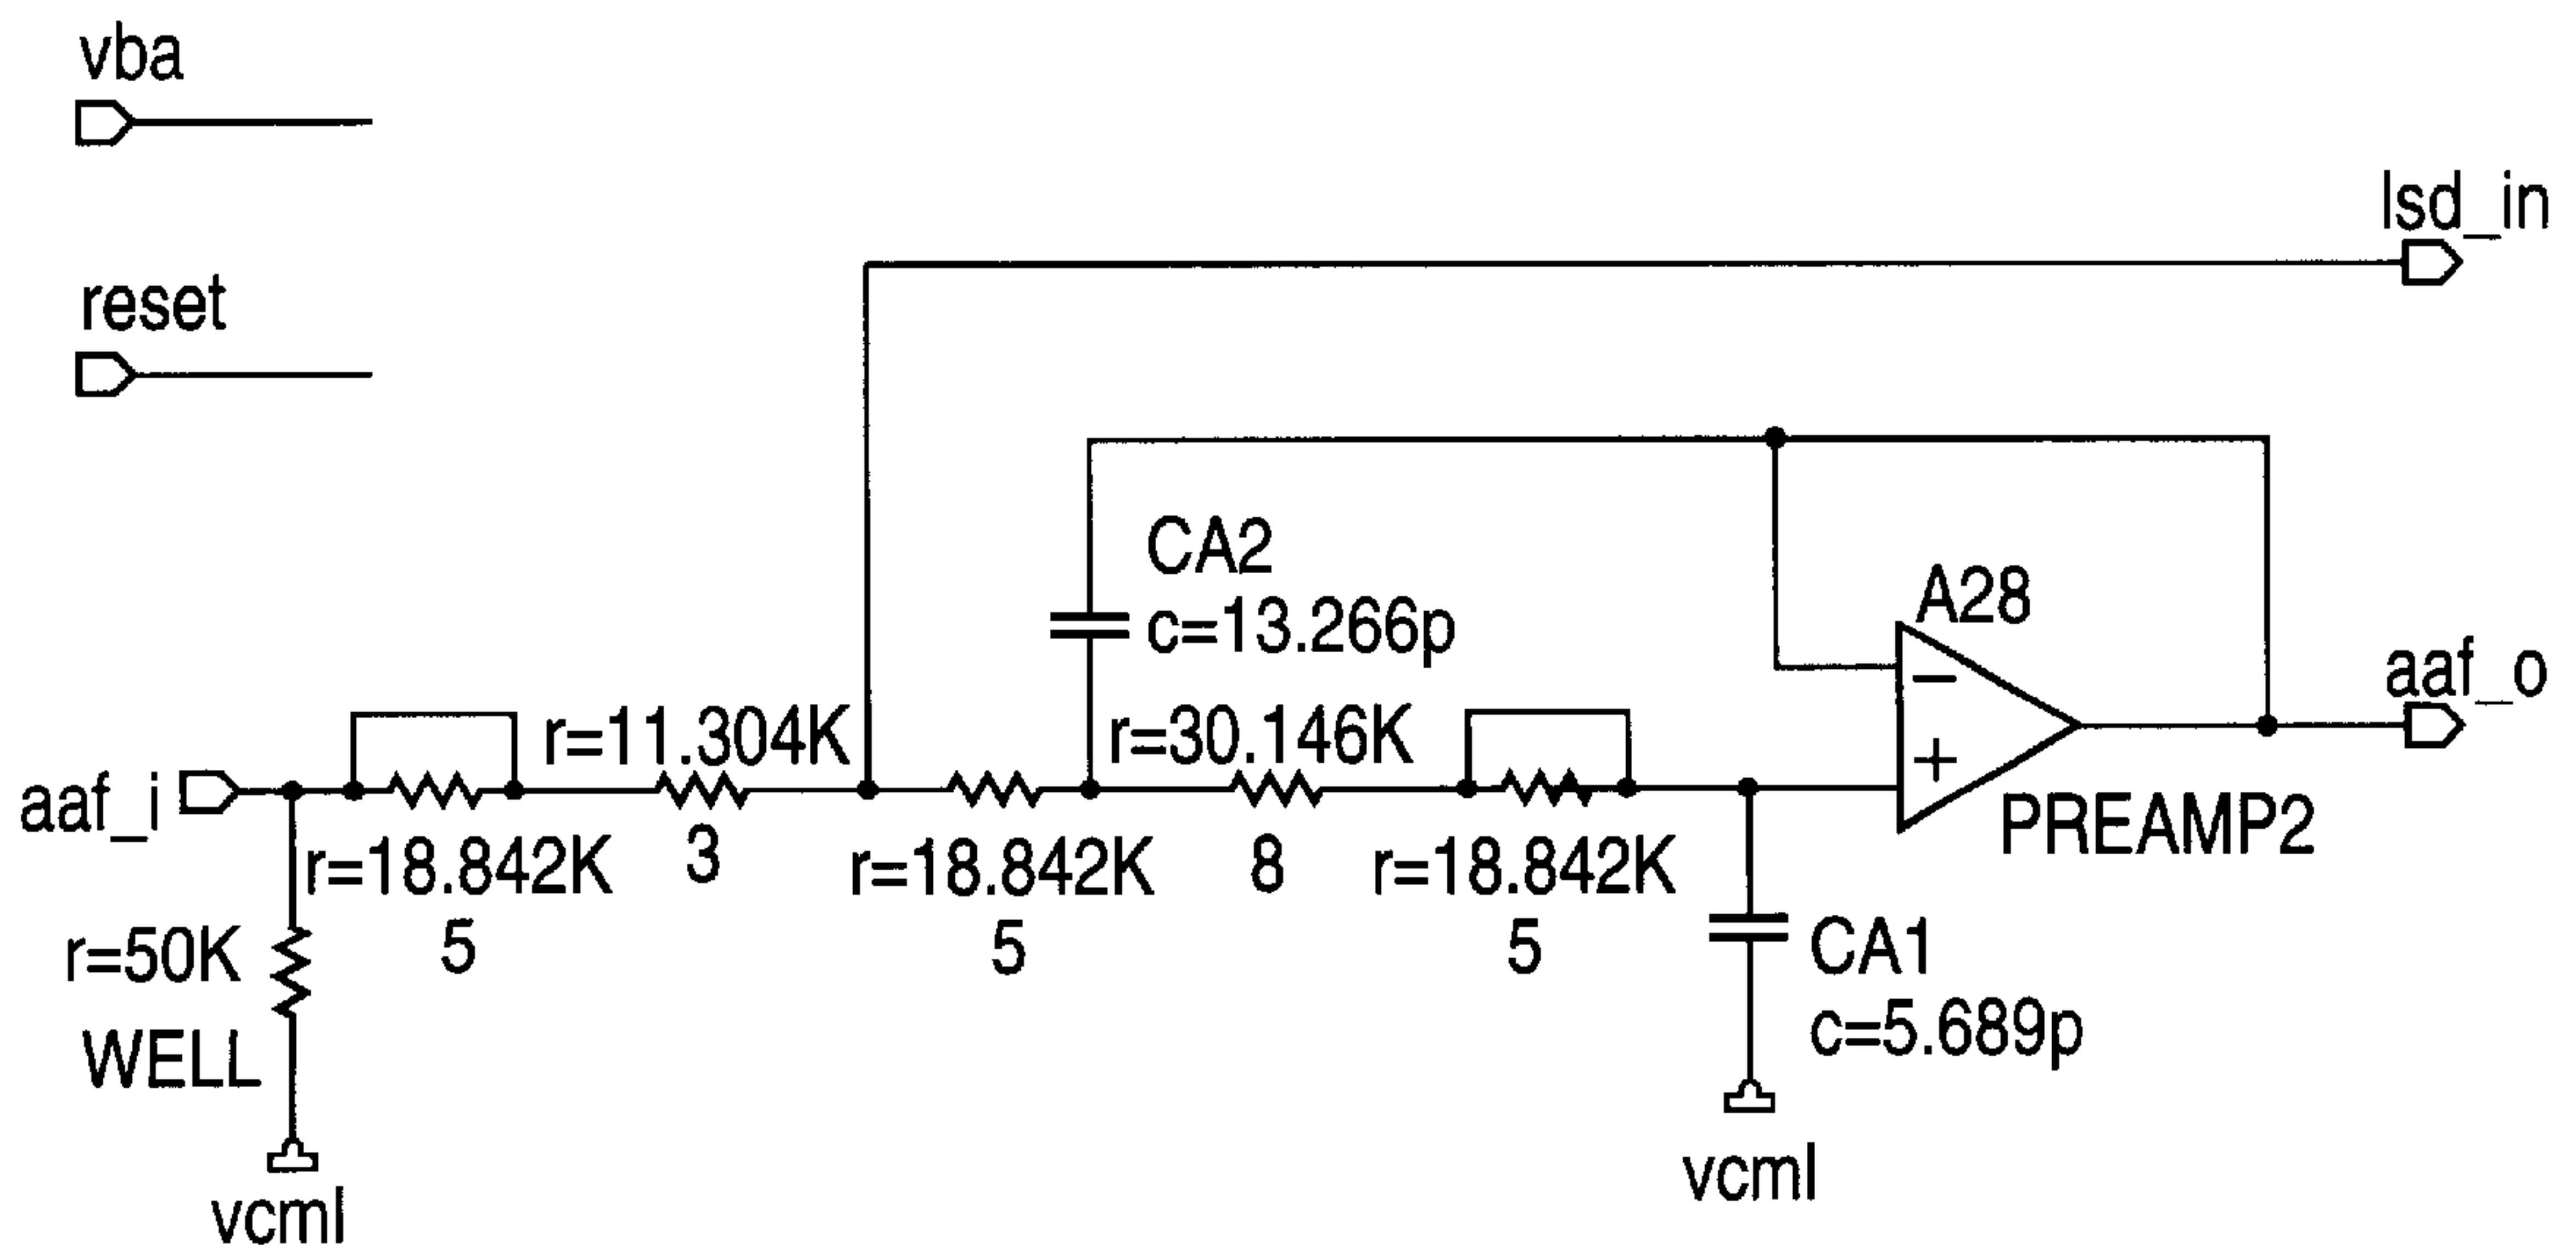 vba
lsd_in
reset
CA2
c=13.266p
A28
−
+
PREAMP2
aaf_o
r=11.304K
3
r=30.146K
8
aaf_i
r=18.842K
5
r=18.842K
5
r=18.842K
5
r=50K
WELL
vcml
CA1
c=5.689p
vcml